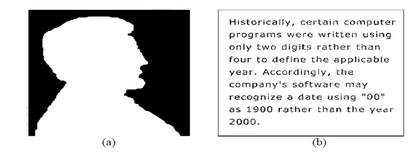 Historically, certain computer
programs were written using
only two digits rather than
four to define the applicable
year. Accordingly, the
company's software may
recognize a date using "00"
as 1900 rather than the year
2000.
(a)
(b)